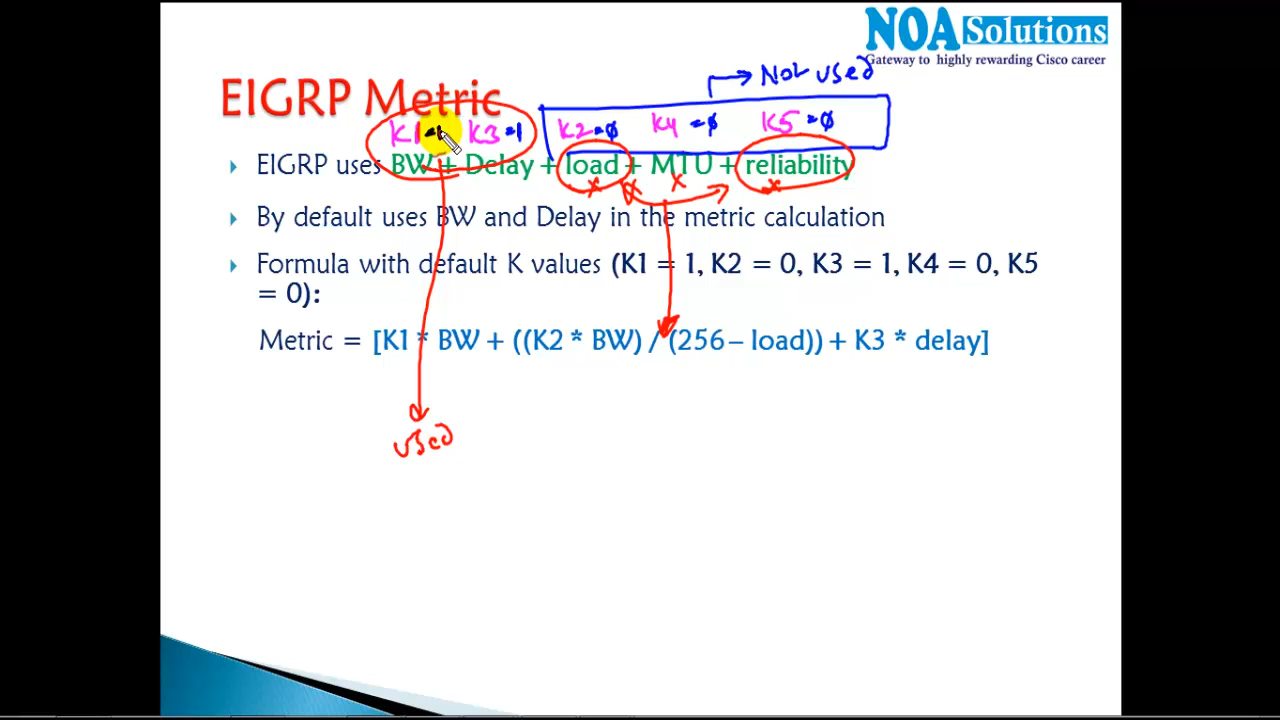 NOA Solutions
Gateway to highly rewarding Cisco career
Not used
EIGRP Metric
K1=1 K3=1 K2=0 K4=0 K5=0
EIGRP uses BW + Delay + load + MTU + reliability
x x x x
By default uses BW and Delay in the metric calculation
Formula with default K values (K1 = 1, K2 = 0, K3 = 1, K4 = 0, K5
= 0):
Metric = [K1 * BW + ((K2 * BW) / (256 – load)) + K3 * delay]
used